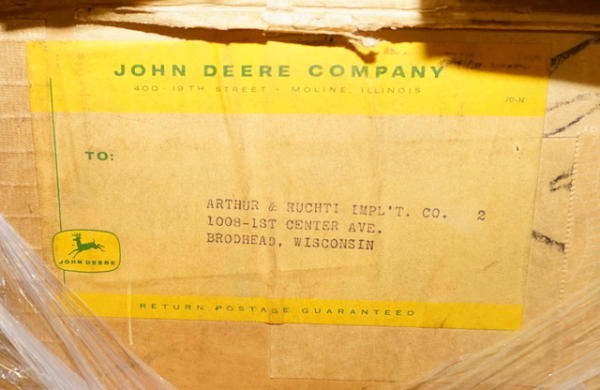 JOHN DEERE COMPANY
400-19TH STREET - MOLINE, ILLINOIS
JD-N
TO:
ARTHUR & RUCHTI IMPL'T. CO. 2
1008-1ST CENTER AVE.
BRODHEAD, WISCONSIN
JOHN DEERE
RETURN POSTAGE GUARANTEED